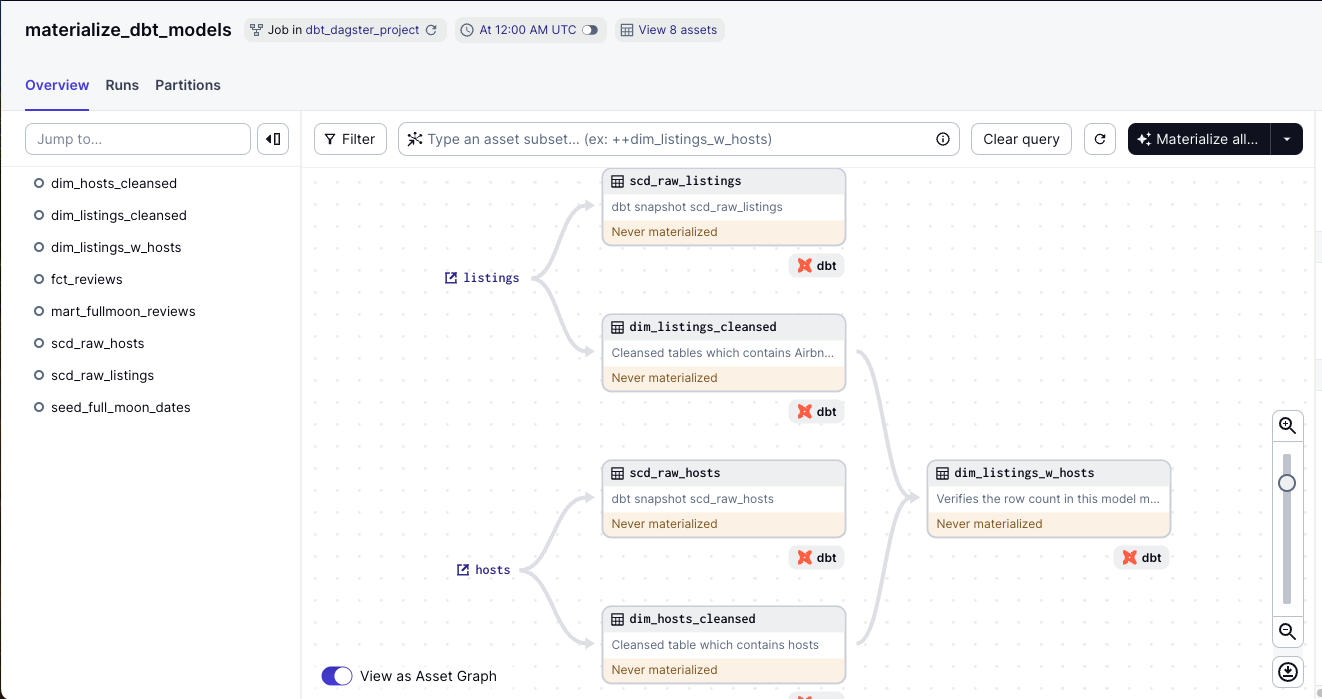 materialize_dbt_models
Job in dbt_dagster_project
At 12:00 AM UTC
View 8 assets
Overview
Runs
Partitions
Jump to…
Filter
Type an asset subset… (ex: ++dim_listings_w_hosts)
Clear query
Materialize all…
dim_hosts_cleansed
dim_listings_cleansed
dim_listings_w_hosts
fct_reviews
mart_fullmoon_reviews
scd_raw_hosts
scd_raw_listings
seed_full_moon_dates
listings
scd_raw_listings
dbt snapshot scd_raw_listings
Never materialized
dbt
dim_listings_cleansed
Cleansed tables which contains Airbn…
Never materialized
dbt
hosts
scd_raw_hosts
dbt snapshot scd_raw_hosts
Never materialized
dbt
dim_hosts_cleansed
Cleansed table which contains hosts
Never materialized
dim_listings_w_hosts
Verifies the row count in this model m…
Never materialized
dbt
View as Asset Graph